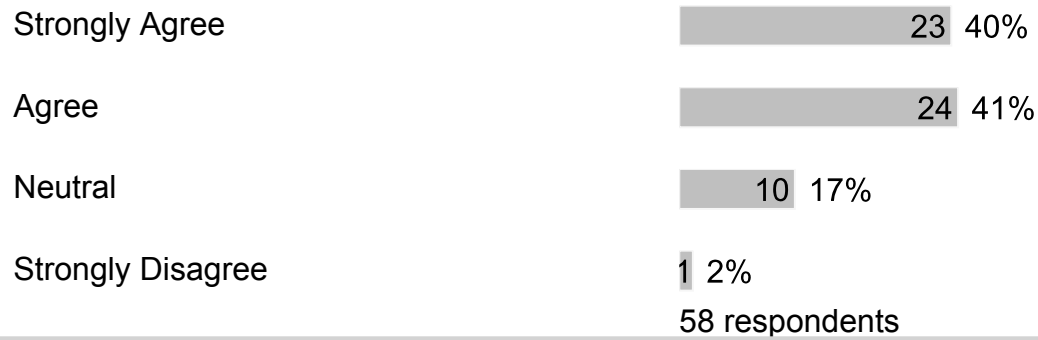 Strongly Agree 23 40%
Agree 24 41%
Neutral 10 17%
Strongly Disagree 1 2%
58 respondents